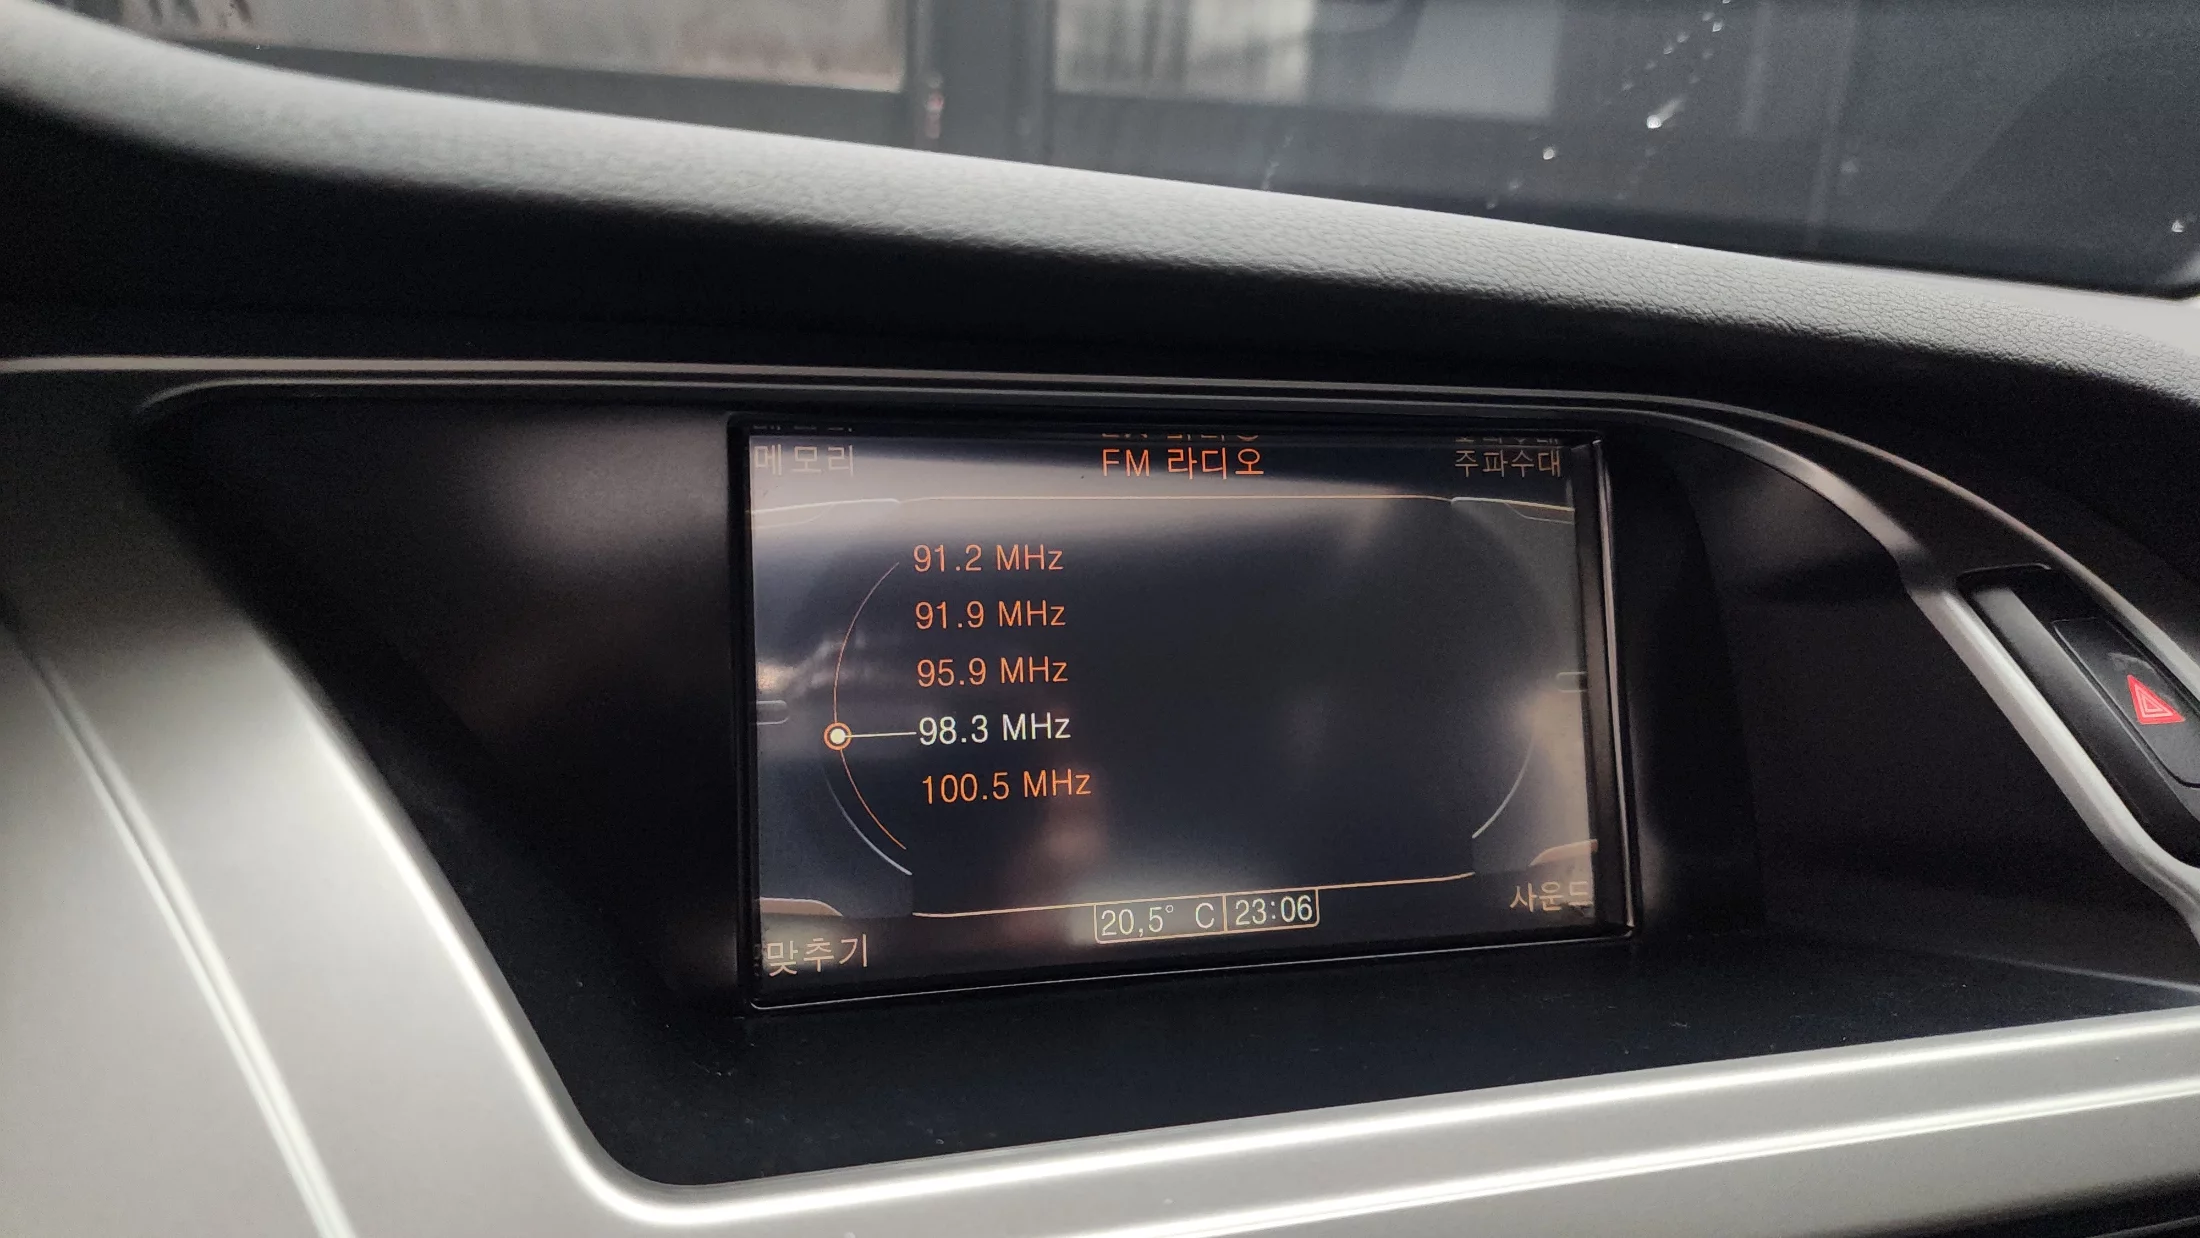 메모리
FM 라디오
주파수대
91.2 MHz
91.9 MHz
95.9 MHz
98.3 MHz
100.5 MHz
사운드
20,5° C
23:06
맞추기